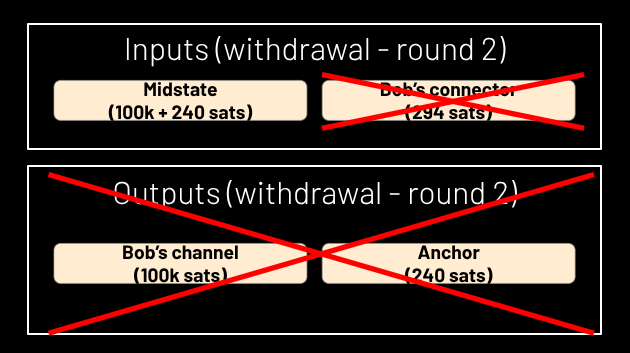 Inputs (withdrawal - round 2)
Midstate
(100k + 240 sats)
Bob's connector
(294 sats)
Outputs (withdrawal - round 2)
Bob's channel
(100k sats)
Anchor
(240 sats)